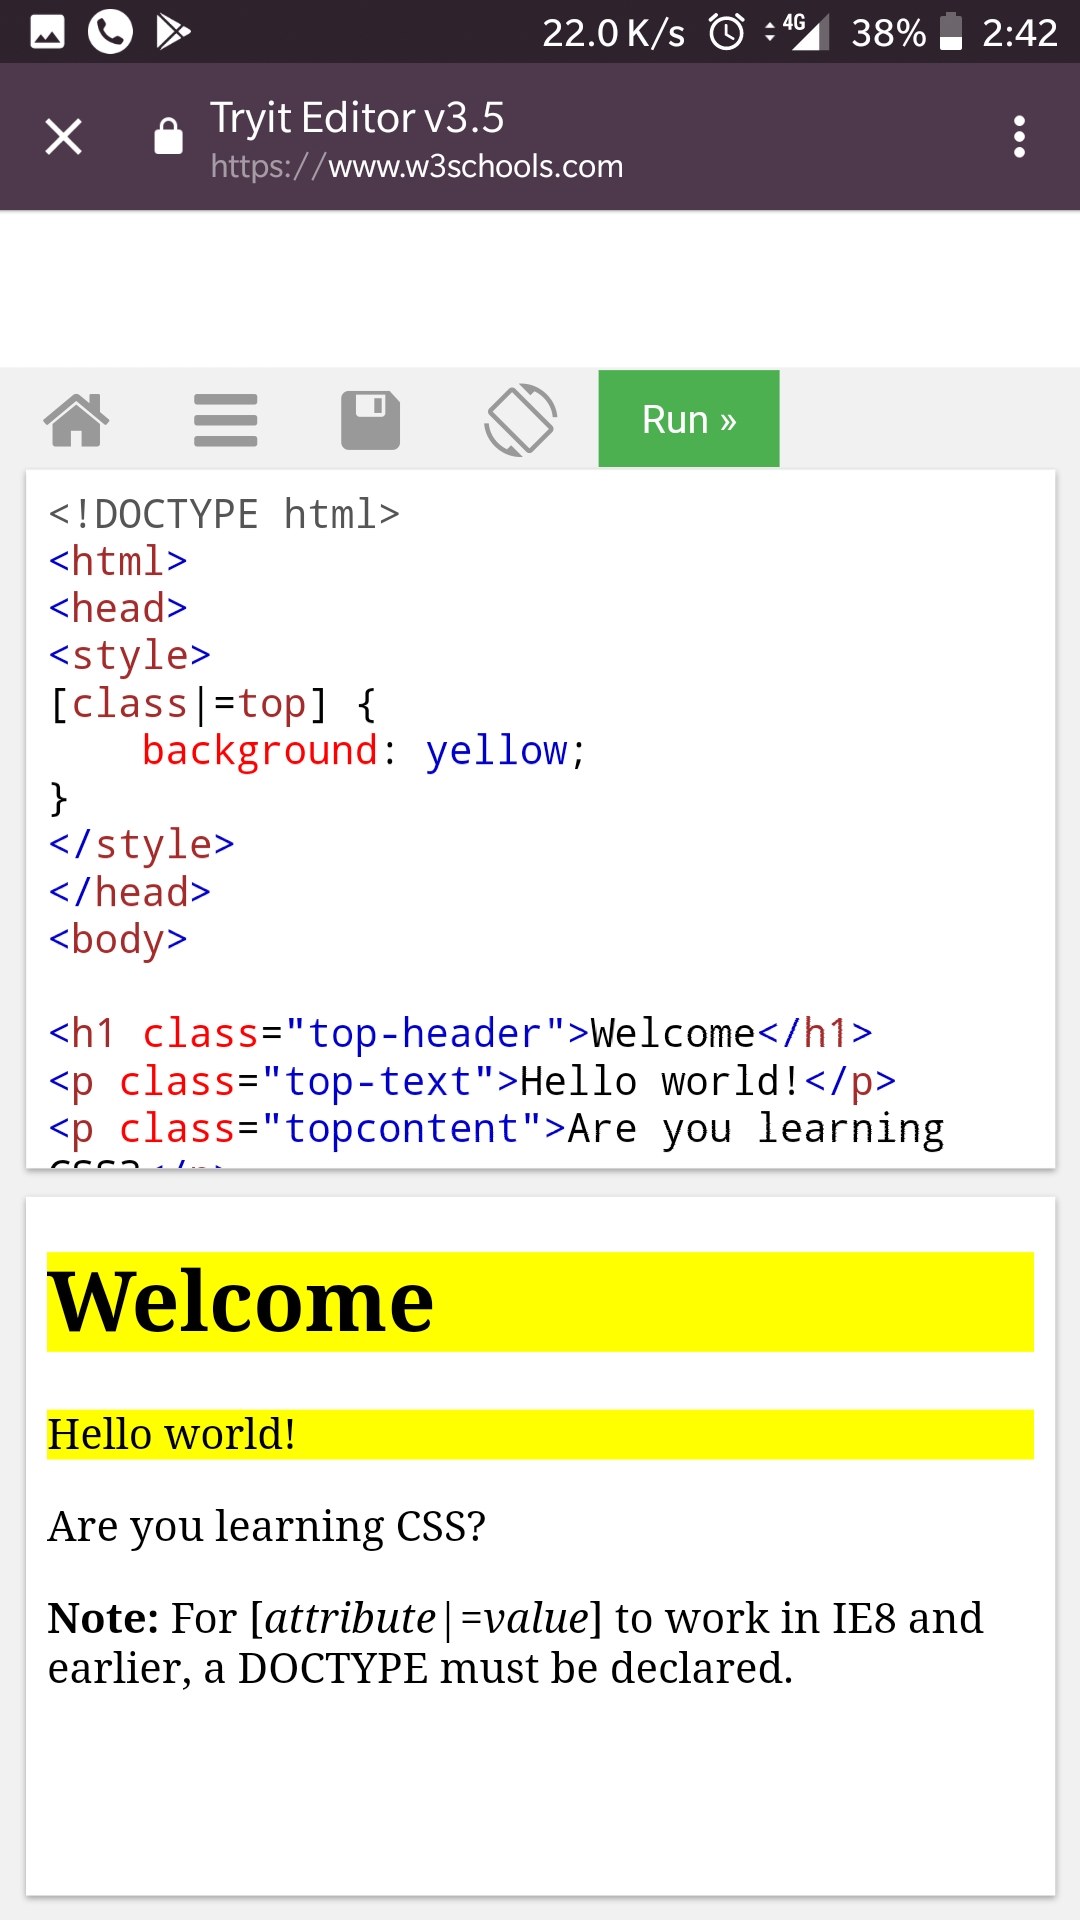 22.0 K/s 4G 38% 2:42
Tryit Editor v3.5
https://www.w3schools.com
Run »
<!DOCTYPE html>
<html>
<head>
<style>
[class|=top] {
    background: yellow;
}
</style>
</head>
<body>
<h1 class="top-header">Welcome</h1>
<p class="top-text">Hello world!</p>
<p class="topcontent">Are you learning
CSS?</p>
Welcome
Hello world!
Are you learning CSS?
Note: For [attribute|=value] to work in IE8 and
earlier, a DOCTYPE must be declared.